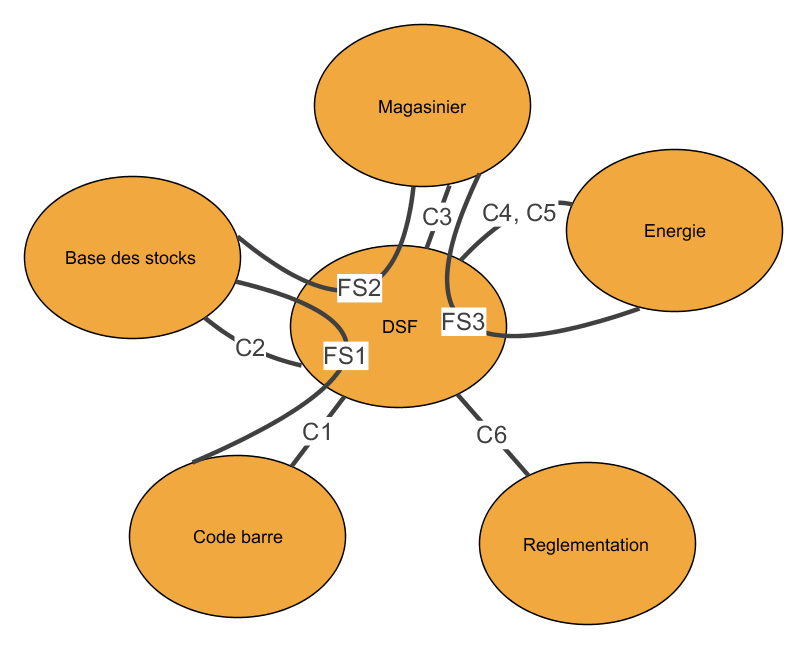 Magasinier
C3
C4, C5
Energie
Base des stocks
FS2
DSF
FS3
C2
FS1
C1
C6
Code barre
Reglementation